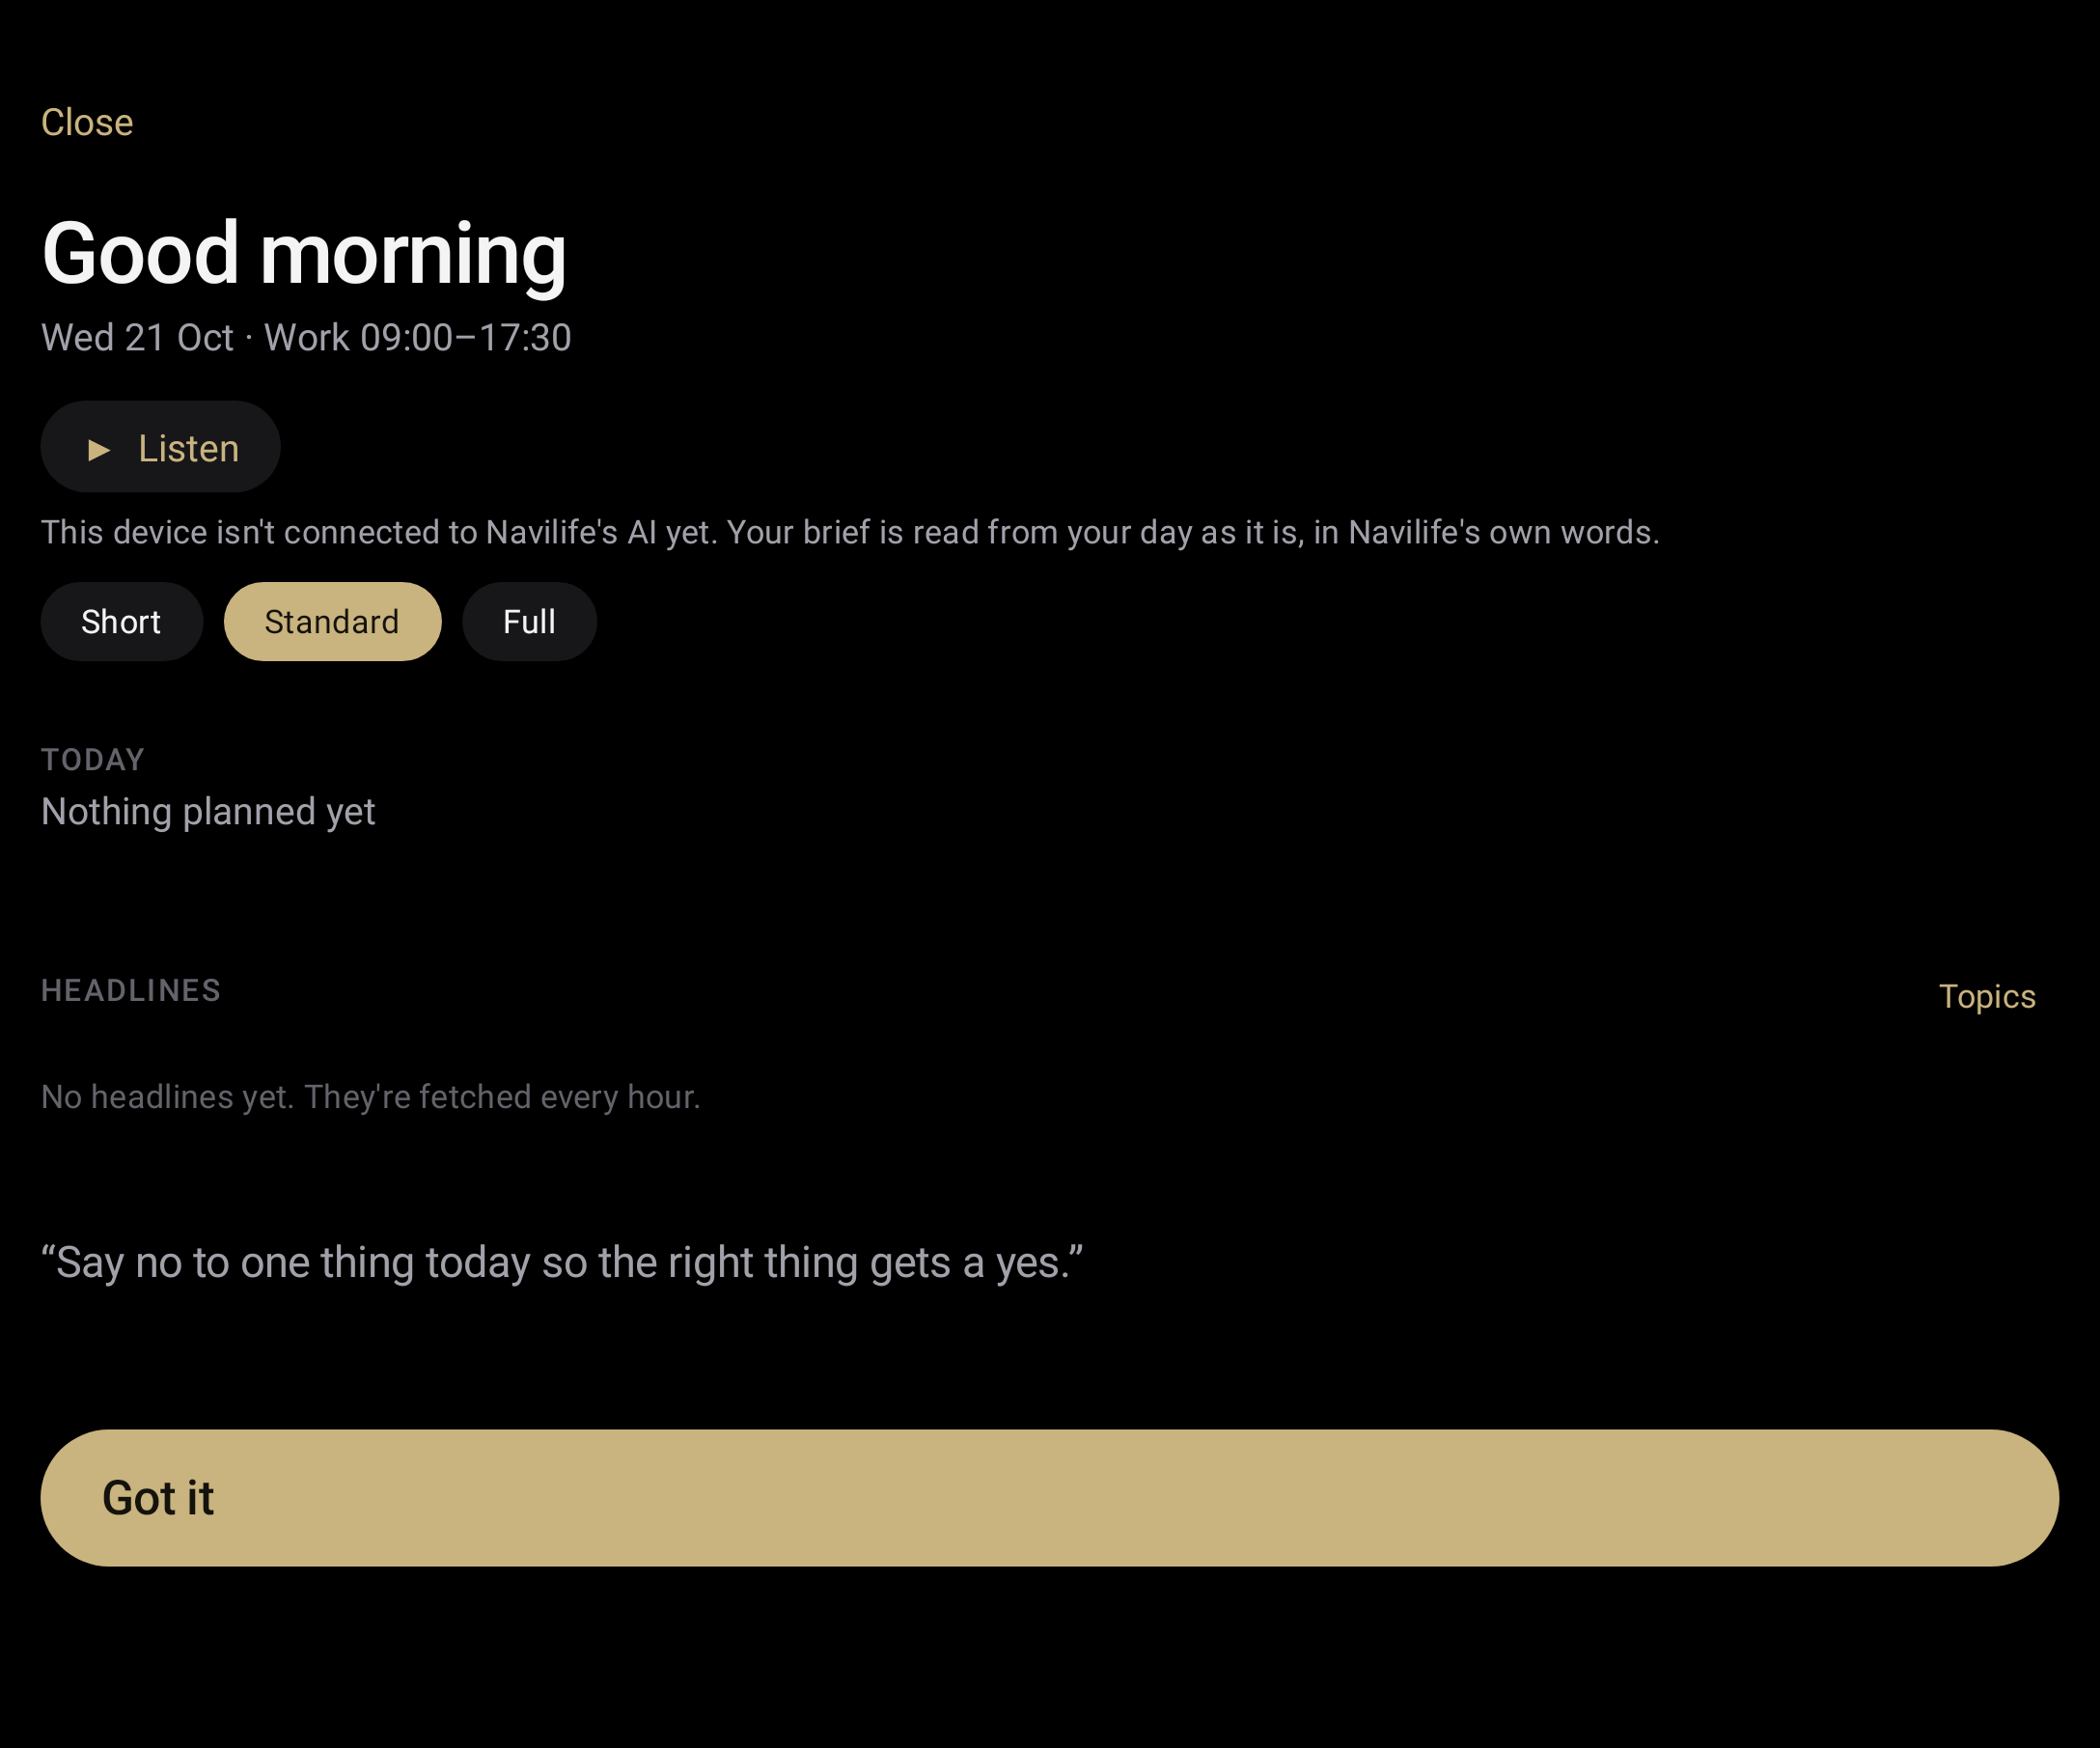 Close
Good morning
Wed 21 Oct · Work 09:00–17:30
▶ Listen
This device isn't connected to Navilife's AI yet. Your brief is read from your day as it is, in Navilife's own words.
Short Standard Full
TODAY
Nothing planned yet
HEADLINES Topics
No headlines yet. They're fetched every hour.
“Say no to one thing today so the right thing gets a yes.”
Got it